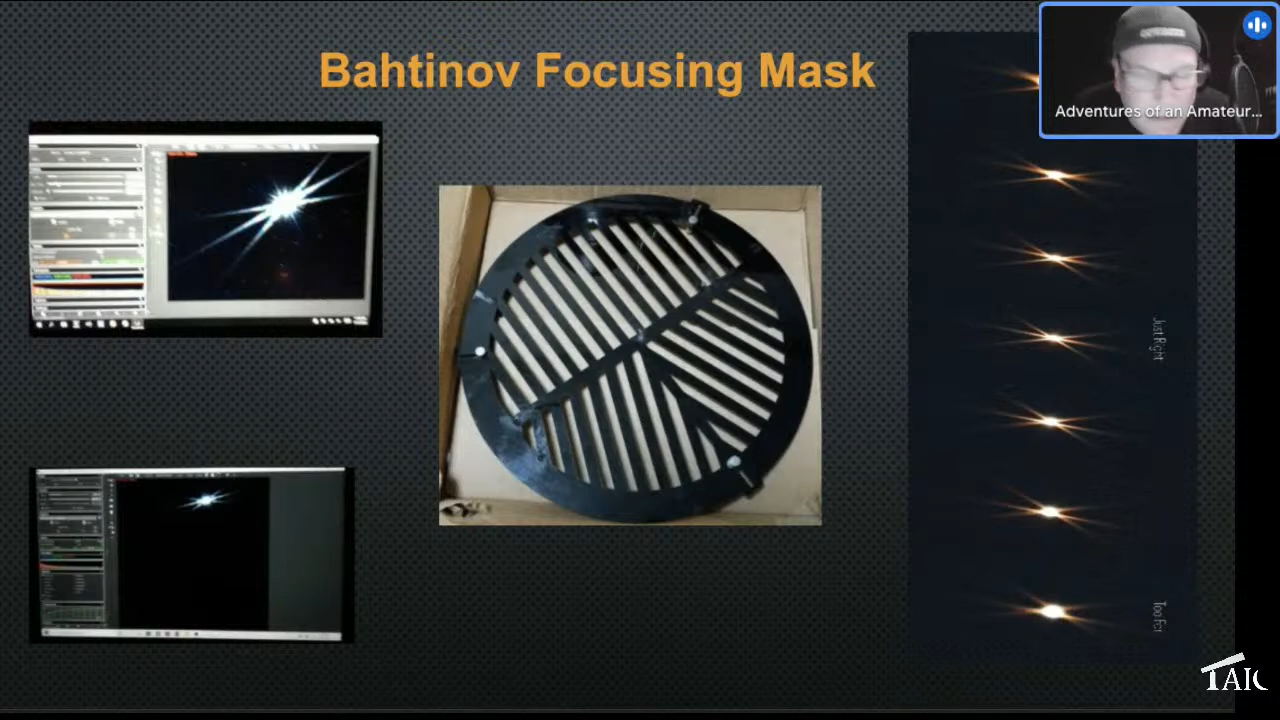 Bahtinov Focusing Mask
Adventures of an Amateur...
Just Right
Too Far
TAIC